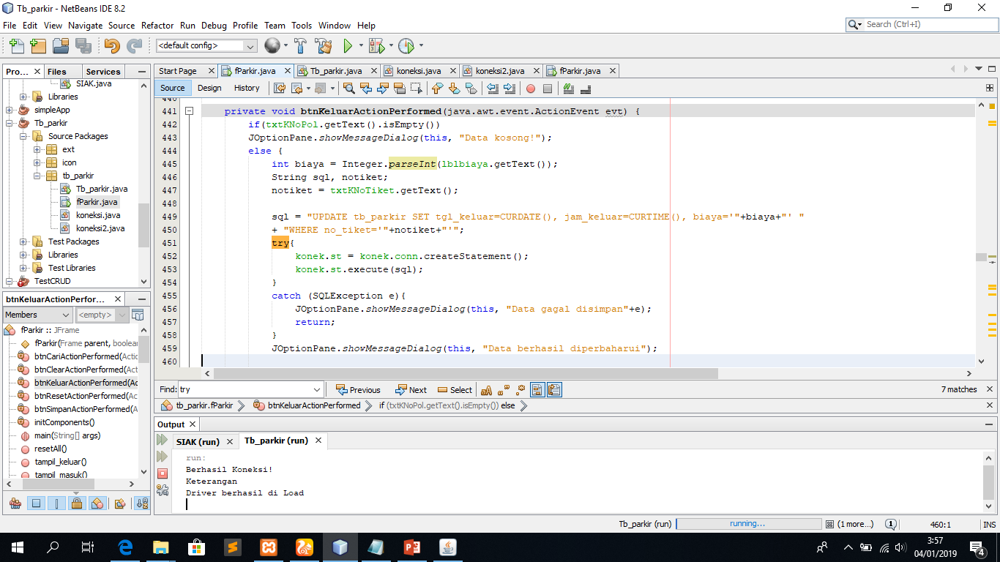 Tb_parkir - NetBeans IDE 8.2
File Edit View Navigate Source Refactor Run Debug Profile Team Tools Window Help
Search (Ctrl+I)
<default config>
Pro... Files Services
SIAK.java
Libraries
simpleApp
Tb_parkir
Source Packages
ext
icon
tb_parkir
Tb_parkir.java
fParkir.java
koneksi.java
koneksi2.java
Test Packages
Libraries
Test Libraries
TestCRUD
btnKeluarActionPerfor...
Members <empty>
fParkir :: JFrame
fParkir(Frame parent, boolean
btnCariActionPerformed(Actio
btnClearActionPerformed(Act
btnKeluarActionPerformed(Ac
btnResetActionPerformed(Ac
btnSimpanActionPerformed(A
initComponents()
main(String[] args)
resetAll()
tampil_keluar()
tampil_masuk()
Start Page fParkir.java Tb_parkir.java koneksi.java koneksi2.java fParkir.java
Source Design History
440
441 private void btnKeluarActionPerformed(java.awt.event.ActionEvent evt) {
442 if(txtKNoPol.getText().isEmpty())
443 JOptionPane.showMessageDialog(this, "Data kosong!");
444 else {
445 int biaya = Integer.parseInt(lblbiaya.getText());
446 String sql, notiket;
447 notiket = txtKNoTiket.getText();
448
449 sql = "UPDATE tb_parkir SET tgl_keluar=CURDATE(), jam_keluar=CURTIME(), biaya='"+biaya+"' "
450 + "WHERE no_tiket='"+notiket+"'";
451 try{
452 konek.st = konek.conn.createStatement();
453 konek.st.execute(sql);
454 }
455 catch (SQLException e){
456 JOptionPane.showMessageDialog(this, "Data gagal disimpan"+e);
457 return;
458 }
459 JOptionPane.showMessageDialog(this, "Data berhasil diperbaharui");
460
Find: try Previous Next Select 7 matches
tb_parkir.fParkir btnKeluarActionPerformed if (txtKNoPol.getText().isEmpty()) else
Output
SIAK (run) Tb_parkir (run)
run:
Berhasil Koneksi!
Keterangan
Driver berhasil di Load
Tb_parkir (run) running... (1 more...) 1 460:1 INS
3:57
04/01/2019
4